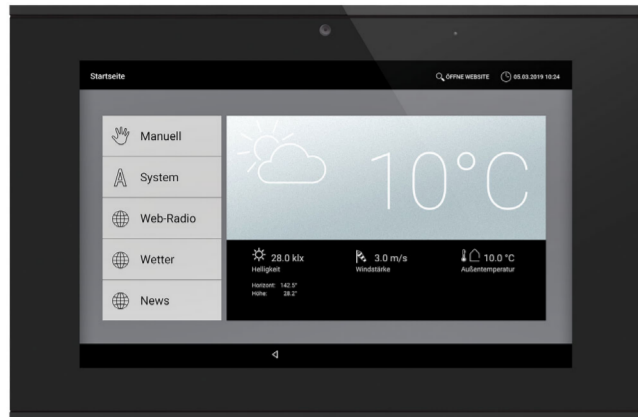 Startseite
ÖFFNE WEBSITE 05.03.2019 10:24
Manuell
System
Web-Radio
Wetter
News
10°C
28.0 klx
Helligkeit
Horizont: 142.5°
Höhe: 28.2°
3.0 m/s
Windstärke
10.0 °C
Außentemperatur